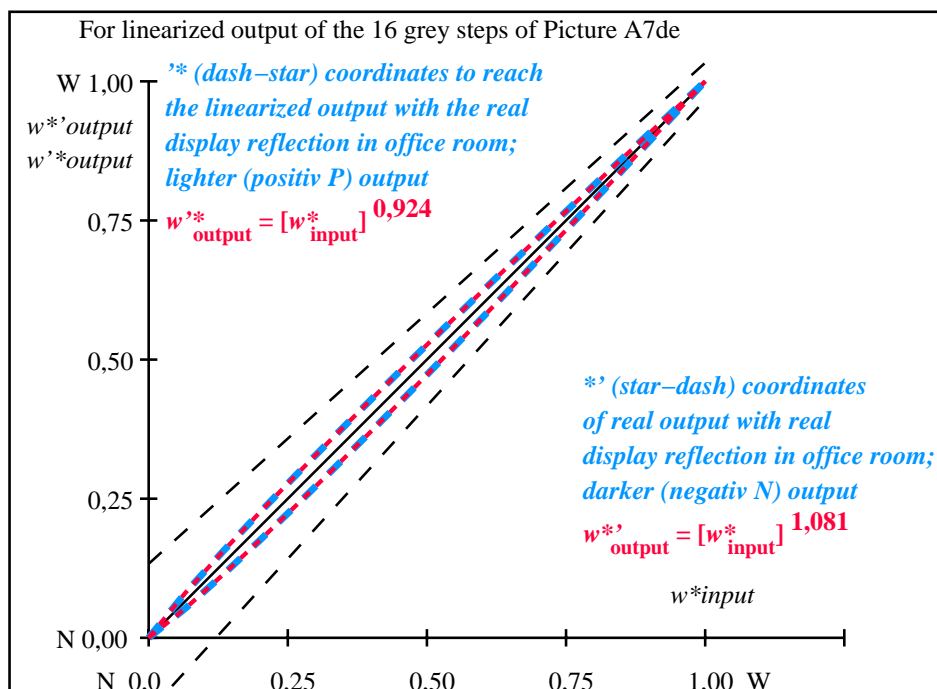 For linearized output of the 16 grey steps of Picture A7de
’* (dash–star) coordinates to reach
the linearized output with the real
display reflection in office room;
lighter (positiv P) output
w’*output = [w*input] 0,924
W 1,00
w*’output
w’*output
0,75
0,50
0,25
N 0,00
*’ (star–dash) coordinates
of real output with real
display reflection in office room;
darker (negativ N) output
w*’output = [w*input] 1,081
w*input
N 0,0 0,25 0,50 0,75 1,00 W